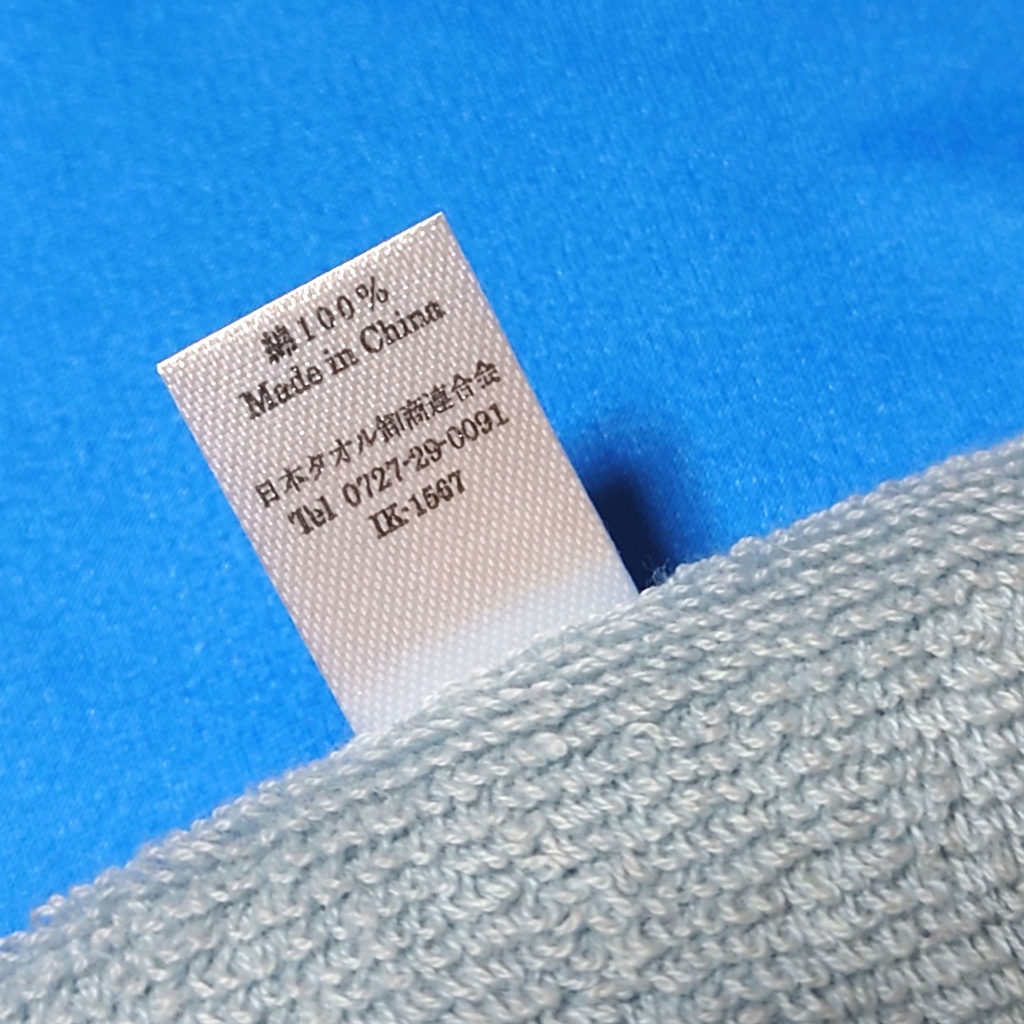 綿100%
Made in China
日本タオル卸商連合会
Tel 0727-29-0091
IK-1567